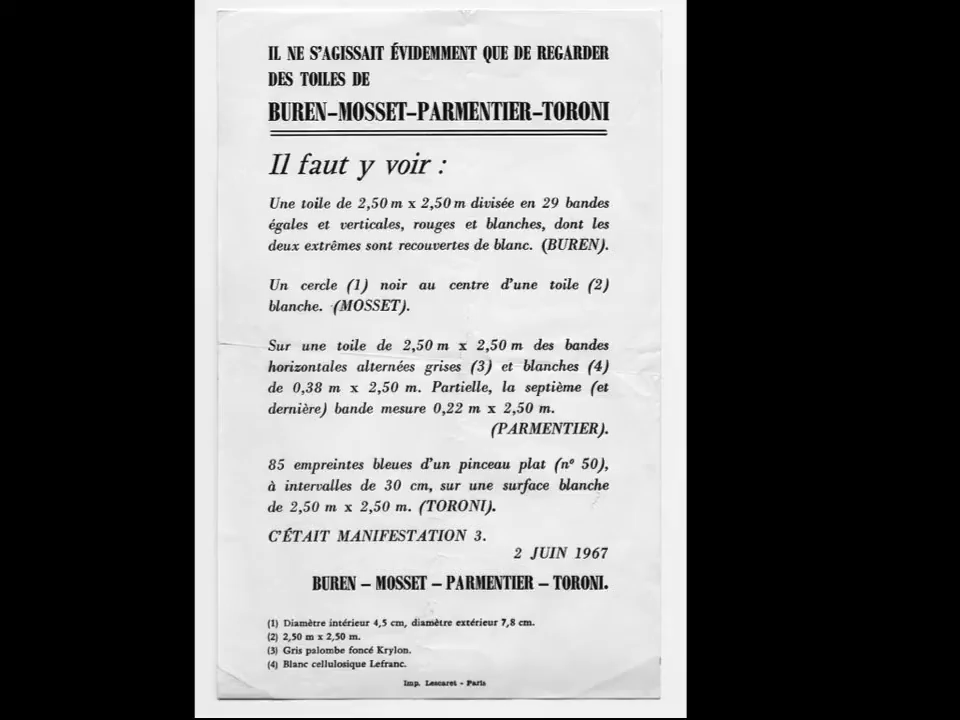 IL NE S'AGISSAIT ÉVIDEMMENT QUE DE REGARDER
DES TOILES DE
BUREN–MOSSET–PARMENTIER–TORONI
Il faut y voir :
Une toile de 2,50 m x 2,50 m divisée en 29 bandes
égales et verticales, rouges et blanches, dont les
deux extrêmes sont recouvertes de blanc. (BUREN).
Un cercle (1) noir au centre d'une toile (2)
blanche. (MOSSET).
Sur une toile de 2,50 m x 2,50 m des bandes
horizontales alternées grises (3) et blanches (4)
de 0,38 m x 2,50 m. Partielle, la septième (et
dernière) bande mesure 0,22 m x 2,50 m.
(PARMENTIER).
85 empreintes bleues d'un pinceau plat (nº 50),
à intervalles de 30 cm, sur une surface blanche
de 2,50 m x 2,50 m. (TORONI).
C'ÉTAIT MANIFESTATION 3.
2 JUIN 1967
BUREN – MOSSET – PARMENTIER – TORONI.
(1) Diamètre intérieur 4,5 cm, diamètre extérieur 7,8 cm.
(2) 2,50 m x 2,50 m.
(3) Gris palombe foncé Krylon.
(4) Blanc cellulosique Lefranc.
Imp. Lescaret - Paris